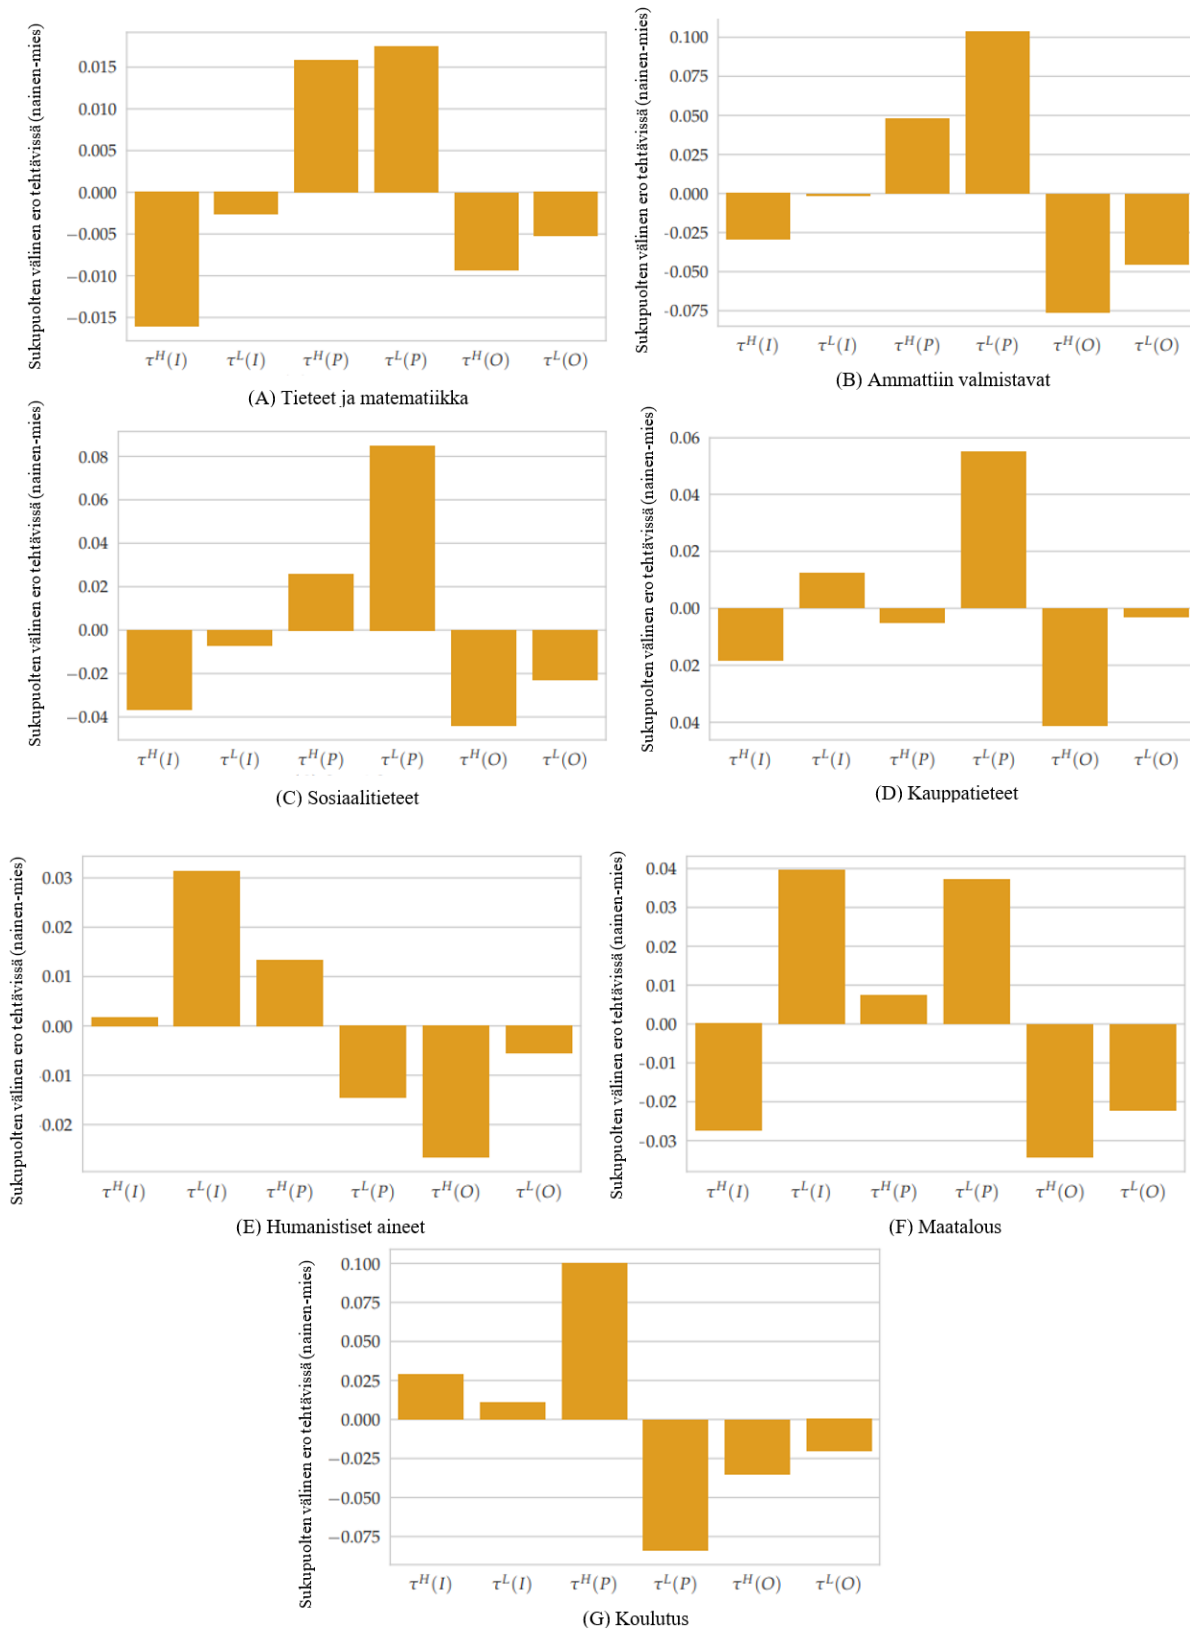 Sukupuolten välinen ero tehtävissä (nainen-mies)
0.015
0.010
0.005
0.000
−0.005
−0.010
−0.015
τᴴ(I) τᴸ(I) τᴴ(P) τᴸ(P) τᴴ(O) τᴸ(O)
(A) Tieteet ja matematiikka
Sukupuolten välinen ero tehtävissä (nainen-mies)
0.100
0.075
0.050
0.025
0.000
-0.025
-0.050
-0.075
τᴴ(I) τᴸ(I) τᴴ(P) τᴸ(P) τᴴ(O) τᴸ(O)
(B) Ammattiin valmistavat
Sukupuolten välinen ero tehtävissä (nainen-mies)
0.08
0.06
0.04
0.02
0.00
−0.02
−0.04
τᴴ(I) τᴸ(I) τᴴ(P) τᴸ(P) τᴴ(O) τᴸ(O)
(C) Sosiaalitieteet
Sukupuolten välinen ero tehtävissä (nainen-mies)
0.06
0.04
0.02
0.00
0.02
0.04
τᴴ(I) τᴸ(I) τᴴ(P) τᴸ(P) τᴴ(O) τᴸ(O)
(D) Kauppatieteet
Sukupuolten välinen ero tehtävissä (nainen-mies)
0.03
0.02
0.01
0.00
0.01
0.02
τᴴ(I) τᴸ(I) τᴴ(P) τᴸ(P) τᴴ(O) τᴸ(O)
(E) Humanistiset aineet
Sukupuolten välinen ero tehtävissä (nainen-mies)
0.04
0.03
0.02
0.01
0.00
-0.01
-0.02
-0.03
τᴴ(I) τᴸ(I) τᴴ(P) τᴸ(P) τᴴ(O) τᴸ(O)
(F) Maatalous
Sukupuolten välinen ero tehtävissä (nainen-mies)
0.100
0.075
0.050
0.025
0.000
−0.025
−0.050
−0.075
τᴴ(I) τᴸ(I) τᴴ(P) τᴸ(P) τᴴ(O) τᴸ(O)
(G) Koulutus